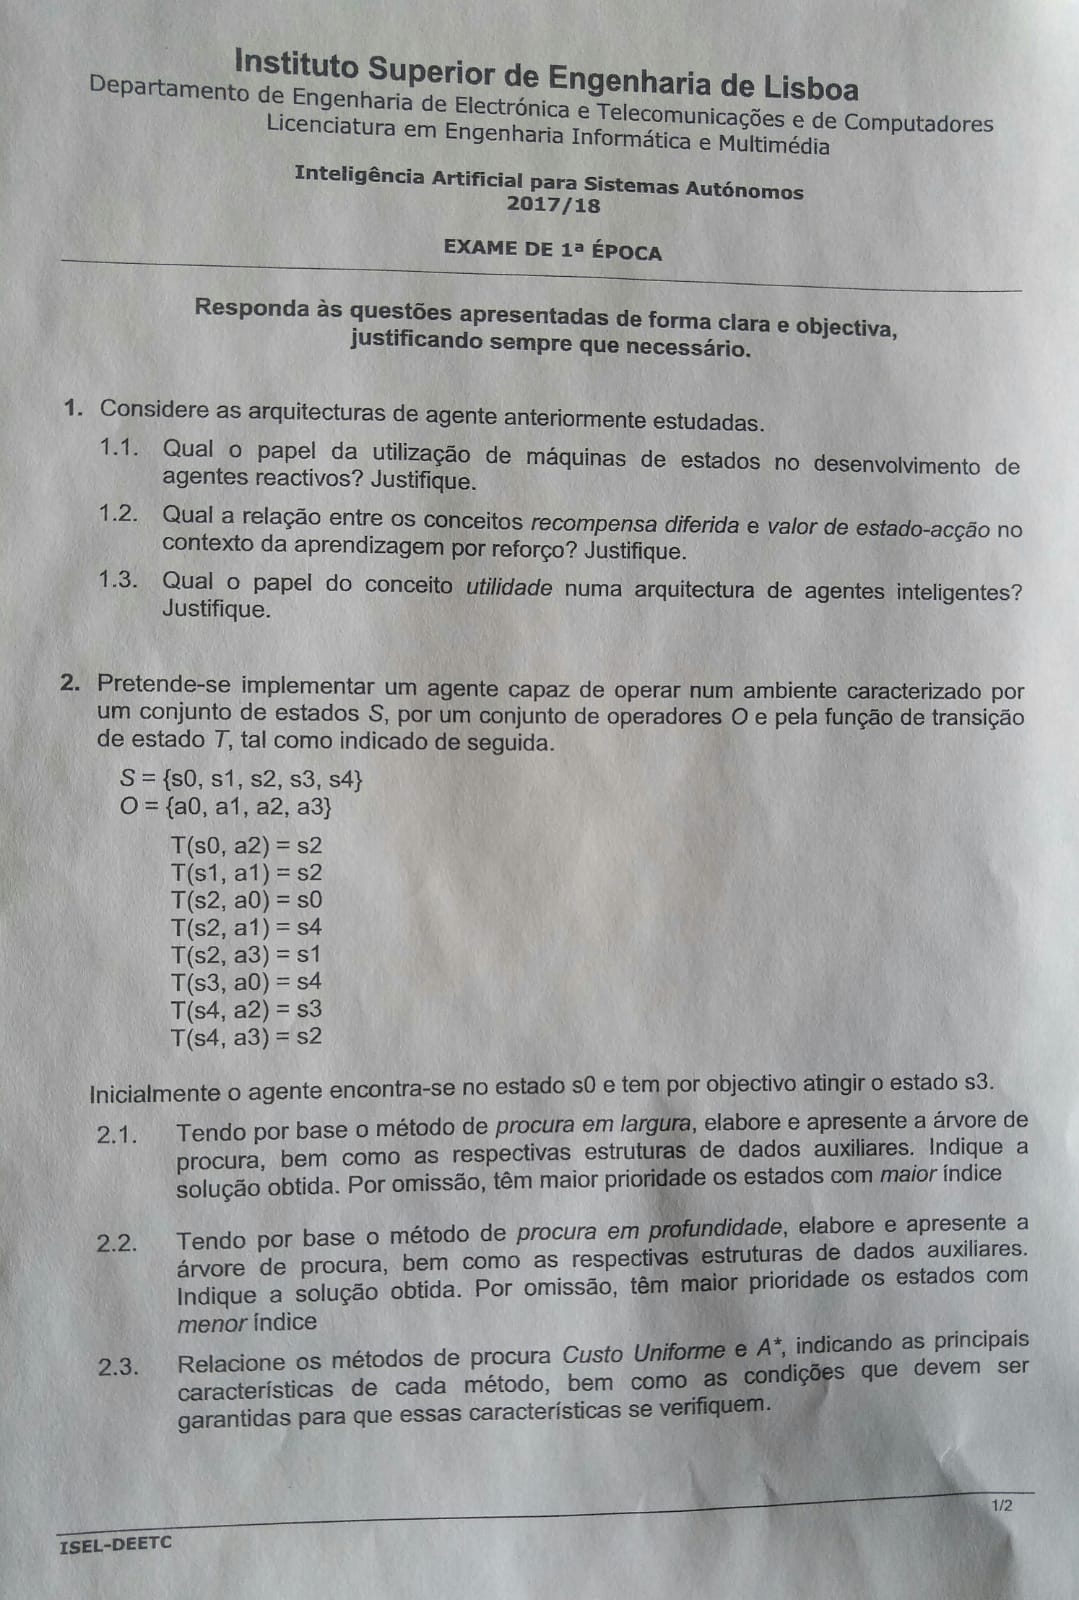 Instituto Superior de Engenharia de Lisboa
Departamento de Engenharia de Electrónica e Telecomunicações e de Computadores
Licenciatura em Engenharia Informática e Multimédia
Inteligência Artificial para Sistemas Autónomos
2017/18
EXAME DE 1ª ÉPOCA
Responda às questões apresentadas de forma clara e objectiva,
justificando sempre que necessário.
1. Considere as arquitecturas de agente anteriormente estudadas.
1.1. Qual o papel da utilização de máquinas de estados no desenvolvimento de
agentes reactivos? Justifique.
1.2. Qual a relação entre os conceitos recompensa diferida e valor de estado-acção no
contexto da aprendizagem por reforço? Justifique.
1.3. Qual o papel do conceito utilidade numa arquitectura de agentes inteligentes?
Justifique.
2. Pretende-se implementar um agente capaz de operar num ambiente caracterizado por
um conjunto de estados S, por um conjunto de operadores O e pela função de transição
de estado T, tal como indicado de seguida.
S = {s0, s1, s2, s3, s4}
O = {a0, a1, a2, a3}
T(s0, a2) = s2
T(s1, a1) = s2
T(s2, a0) = s0
T(s2, a1) = s4
T(s2, a3) = s1
T(s3, a0) = s4
T(s4, a2) = s3
T(s4, a3) = s2
Inicialmente o agente encontra-se no estado s0 e tem por objectivo atingir o estado s3.
2.1. Tendo por base o método de procura em largura, elabore e apresente a árvore de
procura, bem como as respectivas estruturas de dados auxiliares. Indique a
solução obtida. Por omissão, têm maior prioridade os estados com maior índice
2.2. Tendo por base o método de procura em profundidade, elabore e apresente a
árvore de procura, bem como as respectivas estruturas de dados auxiliares.
Indique a solução obtida. Por omissão, têm maior prioridade os estados com
menor índice
2.3. Relacione os métodos de procura Custo Uniforme e A*, indicando as principais
características de cada método, bem como as condições que devem ser
garantidas para que essas características se verifiquem.
1/2
ISEL-DEETC